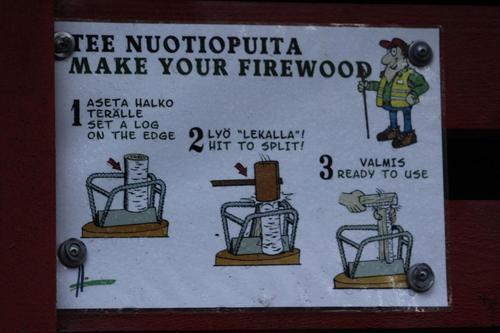 TEE NUOTIOPUITA
MAKE YOUR FIREWOOD
1 ASETA HALKO
TERÄLLE
SET A LOG
ON THE EDGE
2 LYÖ "LEKALLA"!
HIT TO SPLIT!
3 VALMIS
READY TO USE